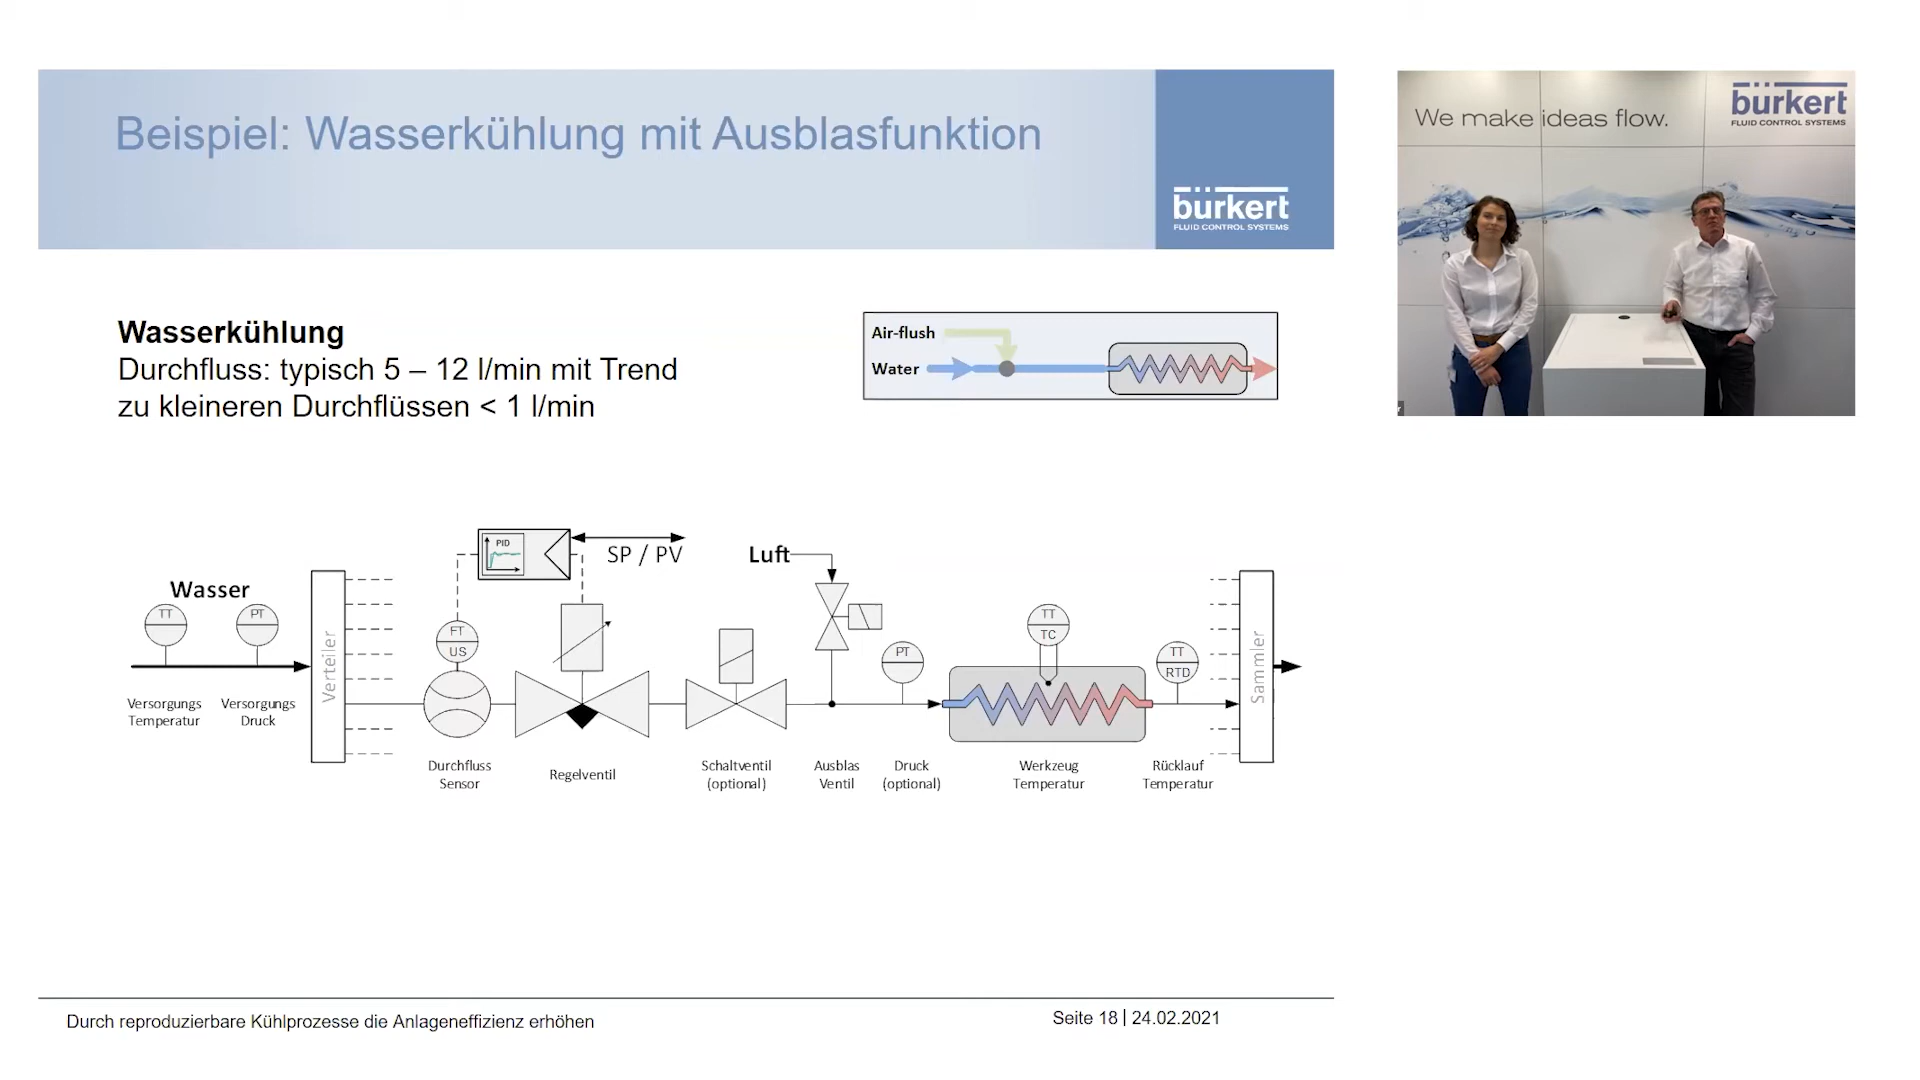 Beispiel: Wasserkühlung mit Ausblasfunktion
bürkert
FLUID CONTROL SYSTEMS
We make ideas flow.
bürkert
FLUID CONTROL SYSTEMS
Wasserkühlung
Durchfluss: typisch 5 – 12 l/min mit Trend
zu kleineren Durchflüssen < 1 l/min
Air-flush
Water
PID
SP / PV
Luft
Wasser
TT
PT
Verteiler
FT
US
PT
TT
TC
TT
RTD
Sammler
Versorgungs
Temperatur
Versorgungs
Druck
Durchfluss
Sensor
Regelventil
Schaltventil
(optional)
Ausblas
Ventil
Druck
(optional)
Werkzeug
Temperatur
Rücklauf
Temperatur
Durch reproduzierbare Kühlprozesse die Anlageneffizienz erhöhen
Seite 18 | 24.02.2021